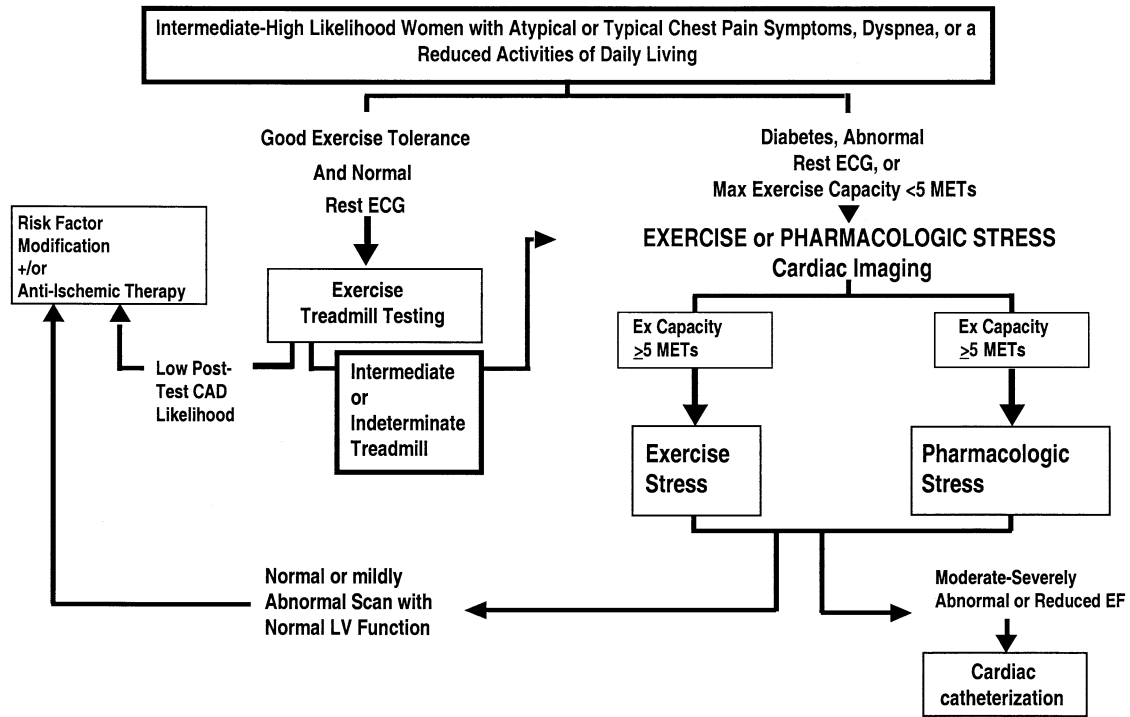 Intermediate-High Likelihood Women with Atypical or Typical Chest Pain Symptoms, Dyspnea, or a
Reduced Activities of Daily Living
Good Exercise Tolerance
And Normal
Rest ECG
Diabetes, Abnormal
Rest ECG, or
Max Exercise Capacity <5 METs
Risk Factor
Modification
+/or
Anti-Ischemic Therapy
EXERCISE or PHARMACOLOGIC STRESS
Cardiac Imaging
Exercise
Treadmill Testing
Ex Capacity
≥5 METs
Ex Capacity
≥5 METs
Low Post-
Test CAD
Likelihood
Intermediate
or
Indeterminate
Treadmill
Exercise
Stress
Pharmacologic
Stress
Normal or mildly
Abnormal Scan with
Normal LV Function
Moderate-Severely
Abnormal or Reduced EF
Cardiac
catheterization